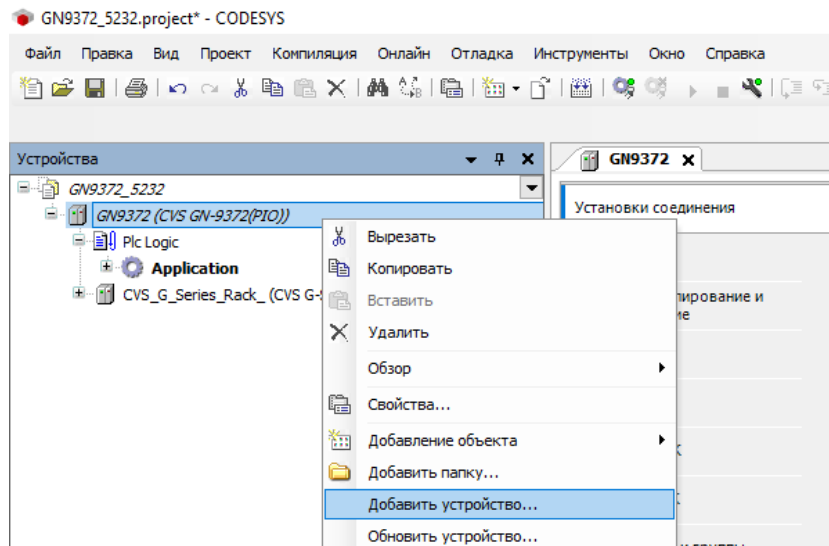 GN9372_5232.project* - CODESYS
Файл Правка Вид Проект Компиляция Онлайн Отладка Инструменты Окно Справка
Устройства
GN9372
GN9372_5232
Установки соединения
GN9372 (CVS GN-9372(PIO))
Plc Logic
Application
CVS_G_Series_Rack_ (CVS G-
Вырезать
Копировать
Вставить
Удалить
Обзор
Свойства...
Добавление объекта
Добавить папку...
Добавить устройство...
Обновить устройство...